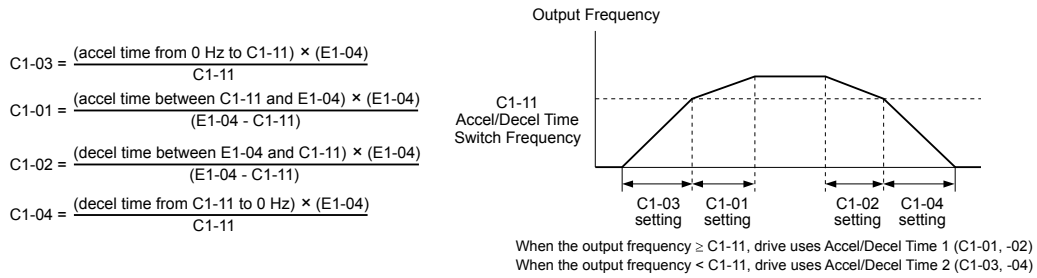 C1-03 = (accel time from 0 Hz to C1-11) × (E1-04)
C1-11
C1-01 = (accel time between C1-11 and E1-04) × (E1-04)
(E1-04 - C1-11)
C1-02 = (decel time between E1-04 and C1-11) × (E1-04)
(E1-04 - C1-11)
C1-04 = (decel time from C1-11 to 0 Hz) × (E1-04)
C1-11
Output Frequency
C1-11
Accel/Decel Time
Switch Frequency
C1-03 setting
C1-01 setting
C1-02 setting
C1-04 setting
When the output frequency ≥ C1-11, drive uses Accel/Decel Time 1 (C1-01, -02)
When the output frequency < C1-11, drive uses Accel/Decel Time 2 (C1-03, -04)